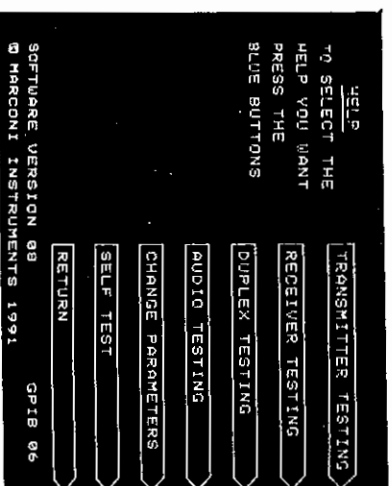 HELP
TO SELECT THE
HELP YOU WANT
PRESS THE
BLUE BUTTONS
TRANSMITTER TESTING
RECEIVER TESTING
DUPLEX TESTING
AUDIO TESTING
CHANGE PARAMETERS
SELF TEST
RETURN
SOFTWARE VERSION 08 GPIB 06
© MARCONI INSTRUMENTS 1991